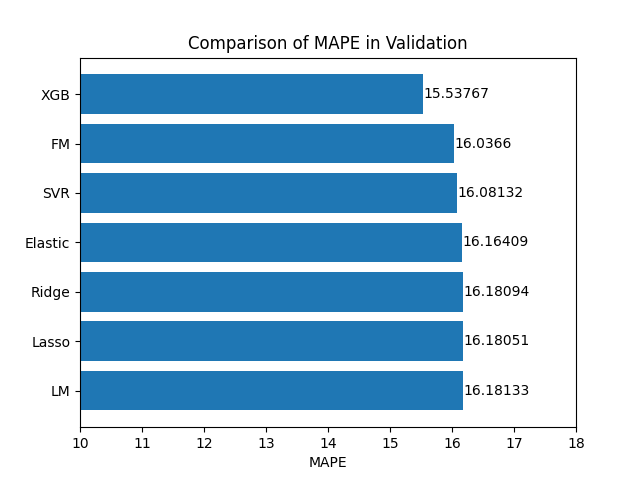 Comparison of MAPE in Validation
XGB 15.53767
FM 16.0366
SVR 16.08132
Elastic 16.16409
Ridge 16.18094
Lasso 16.18051
LM 16.18133
10 11 12 13 14 15 16 17 18
MAPE